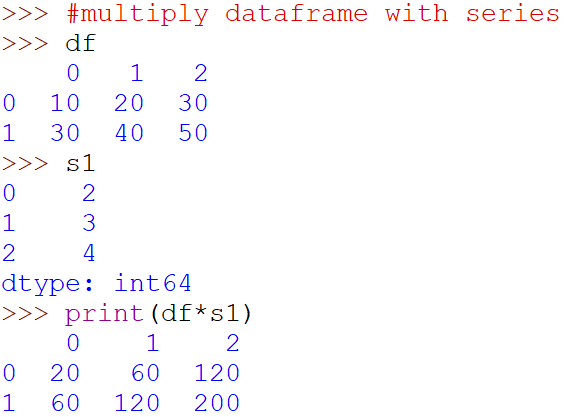 >>> #multiply dataframe with series
>>> df
    0   1   2
0  10  20  30
1  30  40  50
>>> s1
0    2
1    3
2    4
dtype: int64
>>> print(df*s1)
    0    1    2
0  20   60  120
1  60  120  200